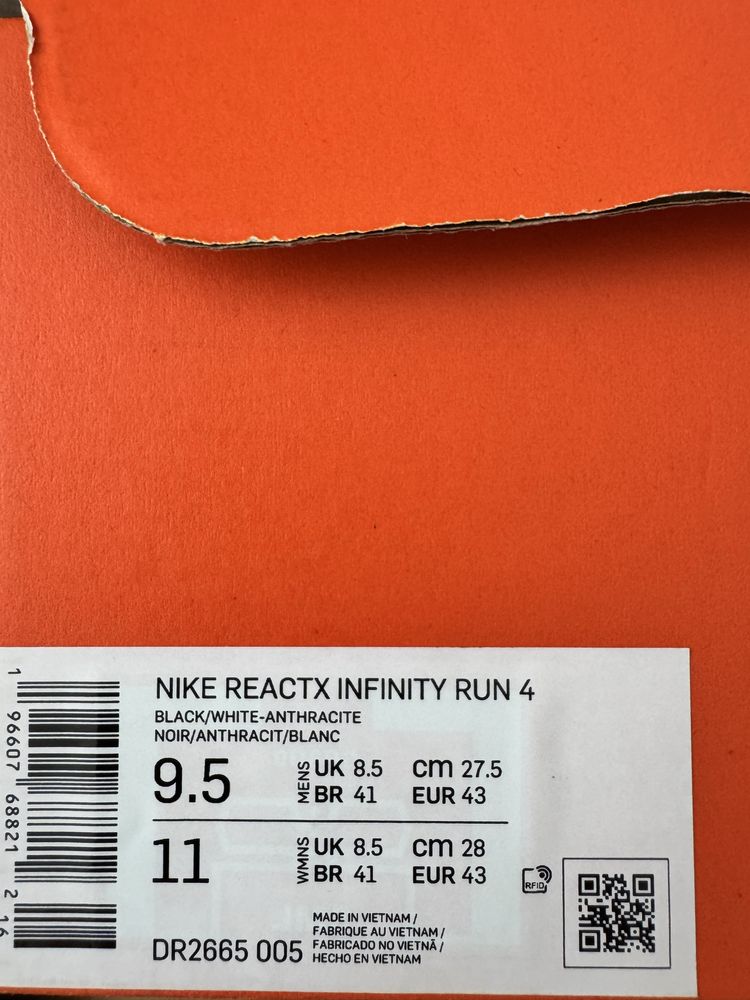 NIKE REACTX INFINITY RUN 4
BLACK/WHITE-ANTHRACITE
NOIR/ANTHRACIT/BLANC
9.5 MENS UK 8.5 CM 27.5
BR 41 EUR 43
11 WMNS UK 8.5 CM 28
BR 41 EUR 43
RFID
DR2665 005
MADE IN VIETNAM /
FABRIQUE AU VIETNAM /
FABRICADO NO VIETNÃ /
HECHO EN VIETNAM
1 96607 68821 2 16